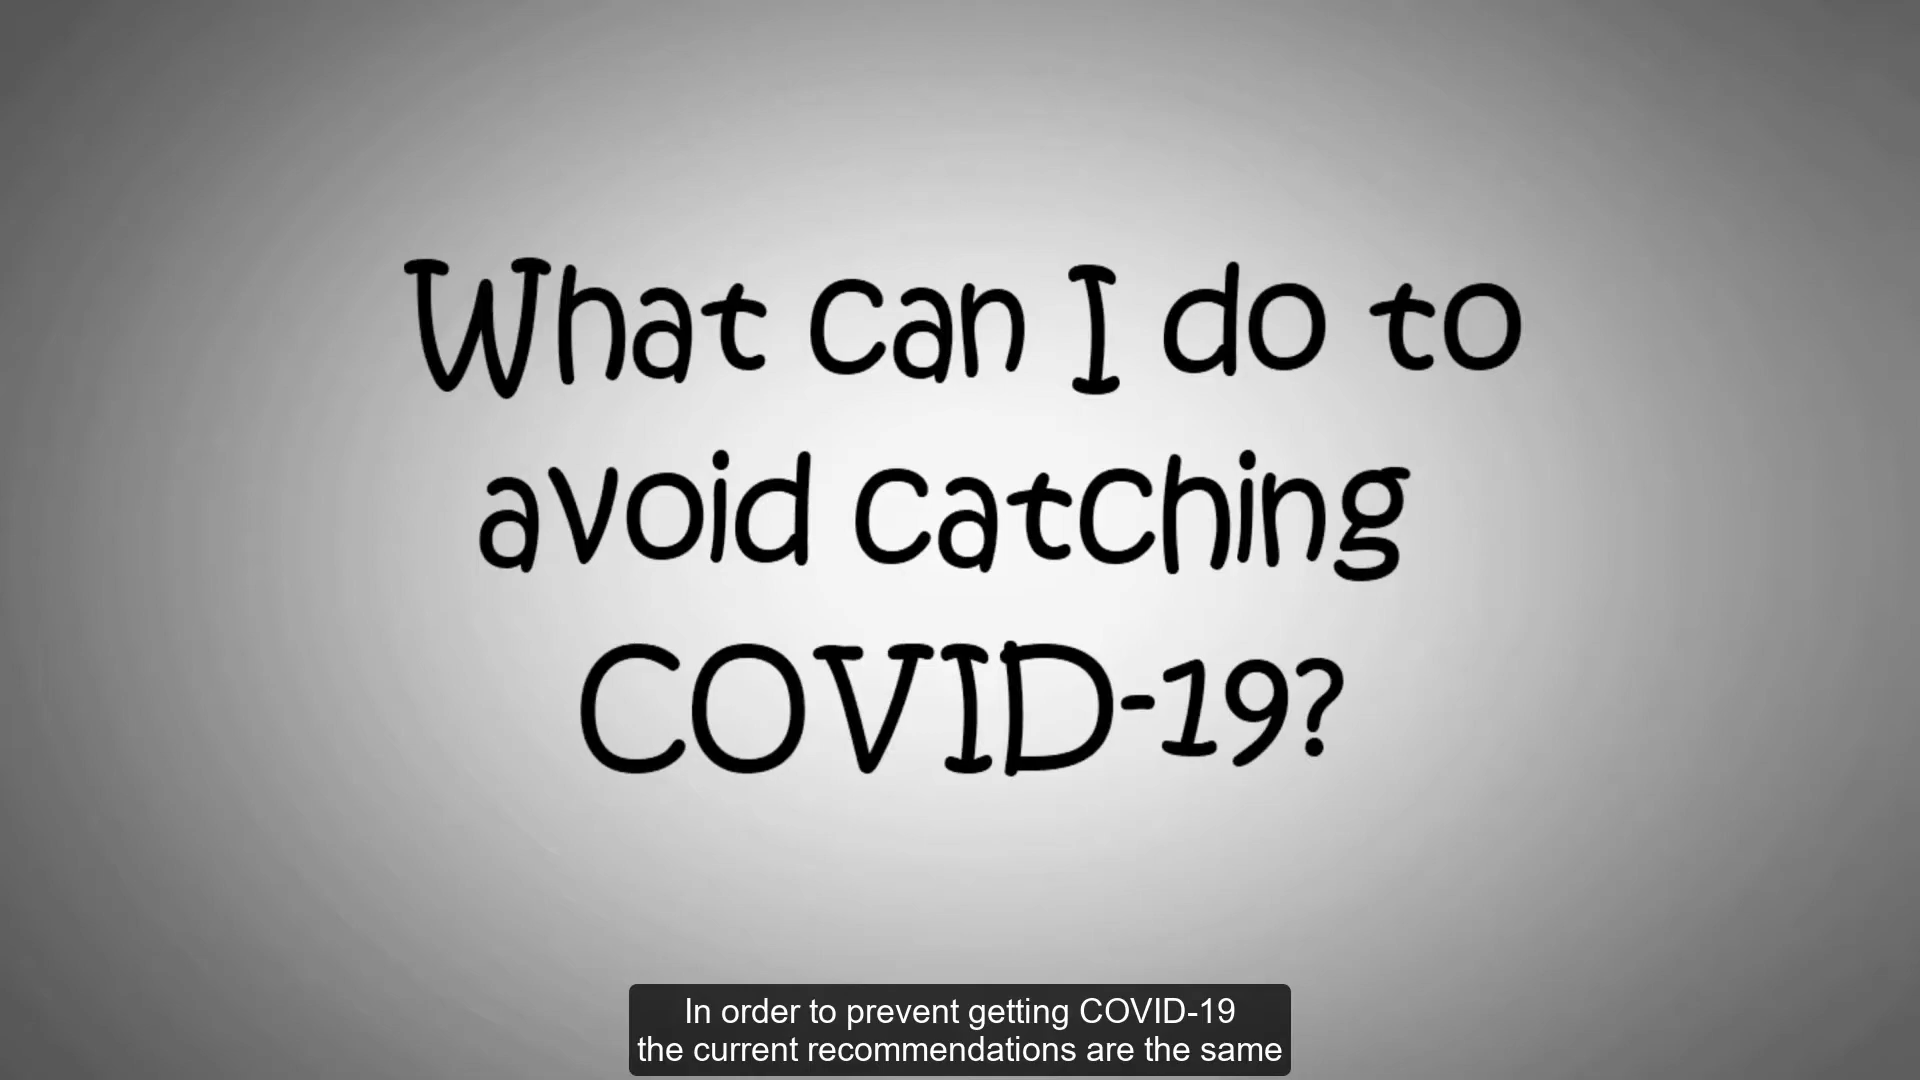 What can I do to
avoid catching
COVID-19?
In order to prevent getting COVID-19
the current recommendations are the same